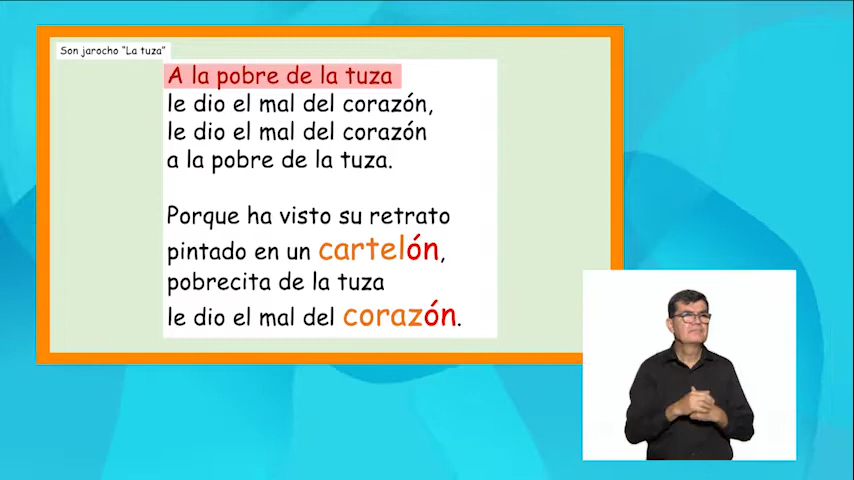 Son jarocho "La tuza"
A la pobre de la tuza
le dio el mal del corazón,
le dio el mal del corazón
a la pobre de la tuza.
Porque ha visto su retrato
pintado en un cartelón,
pobrecita de la tuza
le dio el mal del corazón.